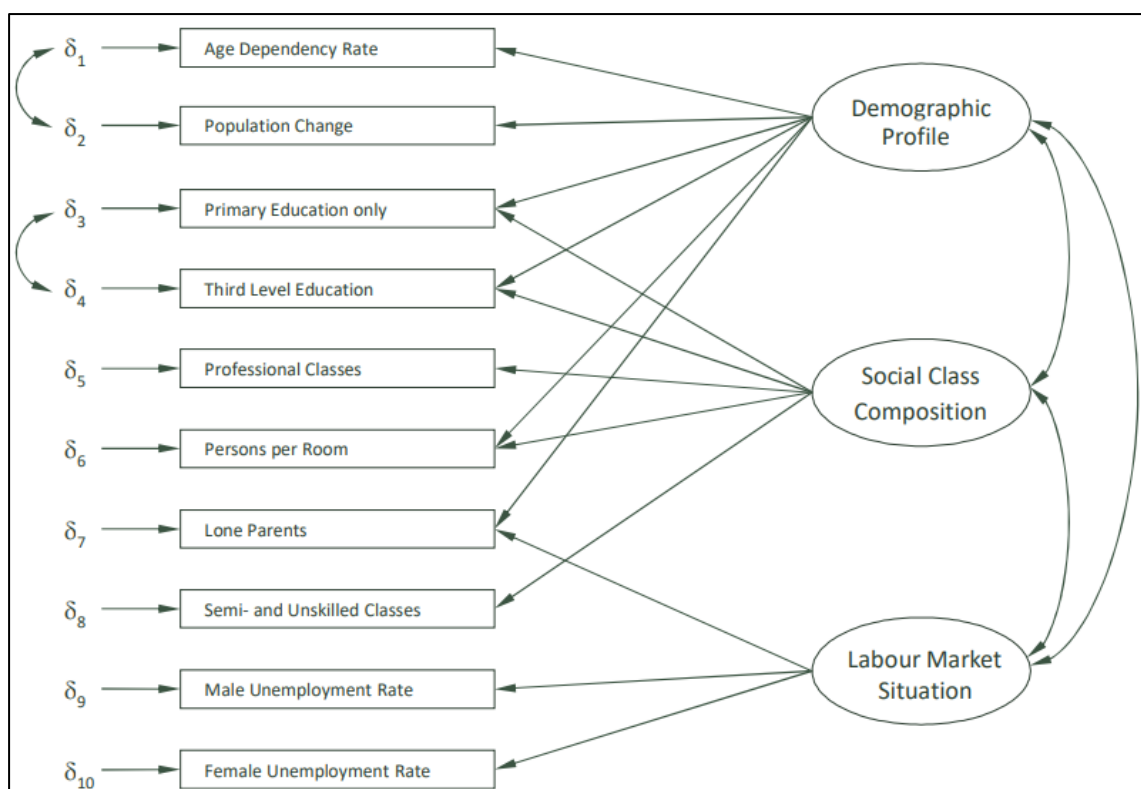 δ1
Age Dependency Rate
δ2
Population Change
δ3
Primary Education only
δ4
Third Level Education
δ5
Professional Classes
δ6
Persons per Room
δ7
Lone Parents
δ8
Semi- and Unskilled Classes
δ9
Male Unemployment Rate
δ10
Female Unemployment Rate
Demographic
Profile
Social Class
Composition
Labour Market
Situation